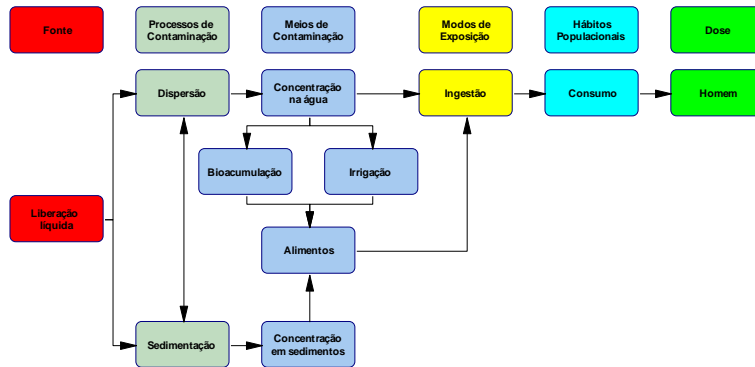 Fonte
Processos de
Contaminação
Meios de
Contaminação
Modos de
Exposição
Hábitos
Populacionais
Dose
Dispersão
Concentração
na água
Ingestão
Consumo
Homem
Bioacumulação
Irrigação
Liberação
líquida
Alimentos
Sedimentação
Concentração
em sedimentos